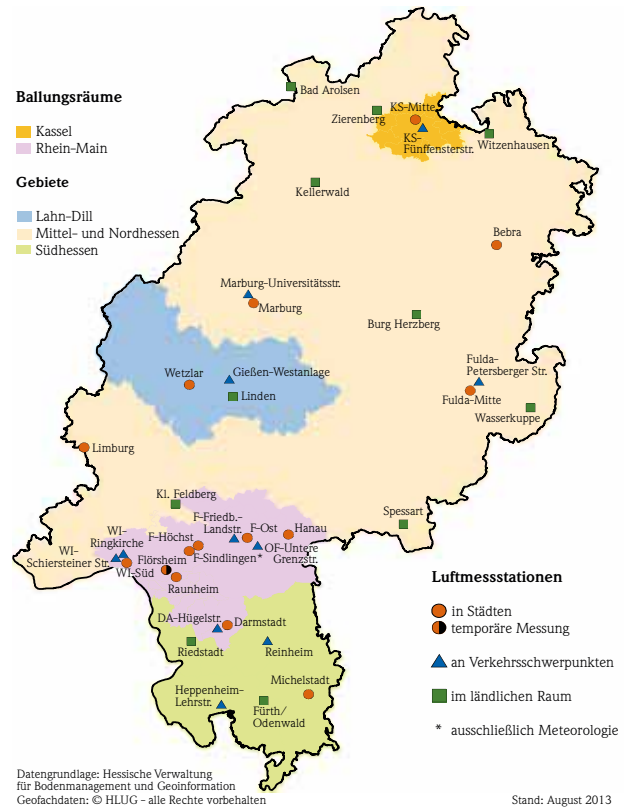 Ballungsräume
Kassel
Rhein-Main
Gebiete
Lahn-Dill
Mittel- und Nordhessen
Südhessen
Bad Arolsen
Zierenberg
KS-Mitte
KS-
Fünffensterstr.
Witzenhausen
Kellerwald
Bebra
Marburg-Universitätsstr.
Marburg
Burg Herzberg
Wetzlar
Gießen-Westanlage
Linden
Fulda-
Petersberger Str.
Fulda-Mitte
Wasserkuppe
Limburg
Kl. Feldberg
Spessart
F-Friedb.-
Landstr.
F-Ost
Hanau
F-Höchst
WI-
Ringkirche
WI-
Schiersteiner Str.
WI-Süd
Flörsheim
F-Sindlingen*
OF-Untere
Grenzstr.
Raunheim
DA-Hügelstr.
Darmstadt
Riedstadt
Reinheim
Michelstadt
Heppenheim-
Lehrstr.
Fürth/
Odenwald
Luftmessstationen
in Städten
temporäre Messung
an Verkehrsschwerpunkten
im ländlichen Raum
* ausschließlich Meteorologie
Datengrundlage: Hessische Verwaltung
für Bodenmanagement und Geoinformation
Geofachdaten: © HLUG - alle Rechte vorbehalten
Stand: August 2013